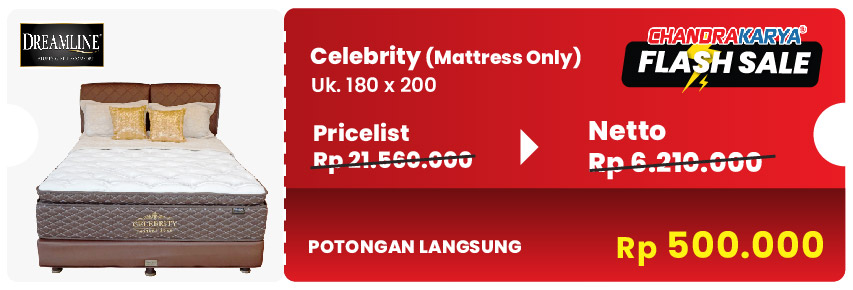 DREAMLINE
CHANDRAKARYA®
FLASH SALE
Celebrity (Mattress Only)
Uk. 180 x 200
Pricelist
Rp 21.560.000
Netto
Rp 6.210.000
CELEBRITY
POTONGAN LANGSUNG
Rp 500.000